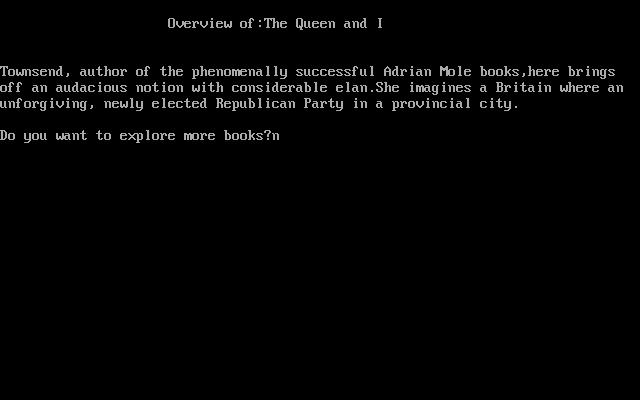 Overview of:The Queen and I
Townsend, author of the phenomenally successful Adrian Mole books,here brings
off an audacious notion with considerable elan.She imagines a Britain where an
unforgiving, newly elected Republican Party in a provincial city.
Do you want to explore more books?n